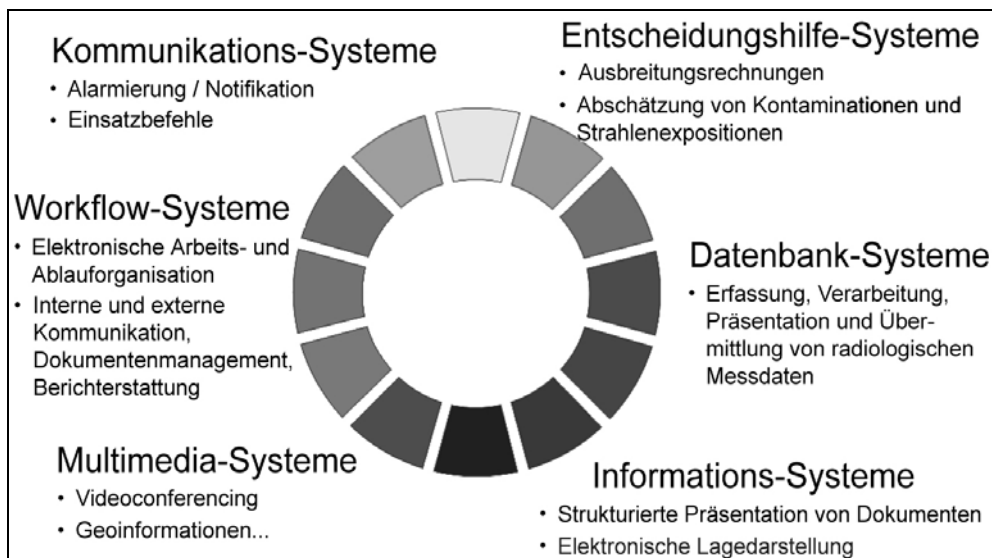 Kommunikations-Systeme
• Alarmierung / Notifikation
• Einsatzbefehle
Entscheidungshilfe-Systeme
• Ausbreitungsrechnungen
• Abschätzung von Kontaminationen und
Strahlenexpositionen
Workflow-Systeme
• Elektronische Arbeits- und
Ablauforganisation
• Interne und externe
Kommunikation,
Dokumentenmanagement,
Berichterstattung
Datenbank-Systeme
• Erfassung, Verarbeitung,
Präsentation und Über-
mittlung von radiologischen
Messdaten
Multimedia-Systeme
• Videoconferencing
• Geoinformationen...
Informations-Systeme
• Strukturierte Präsentation von Dokumenten
• Elektronische Lagedarstellung